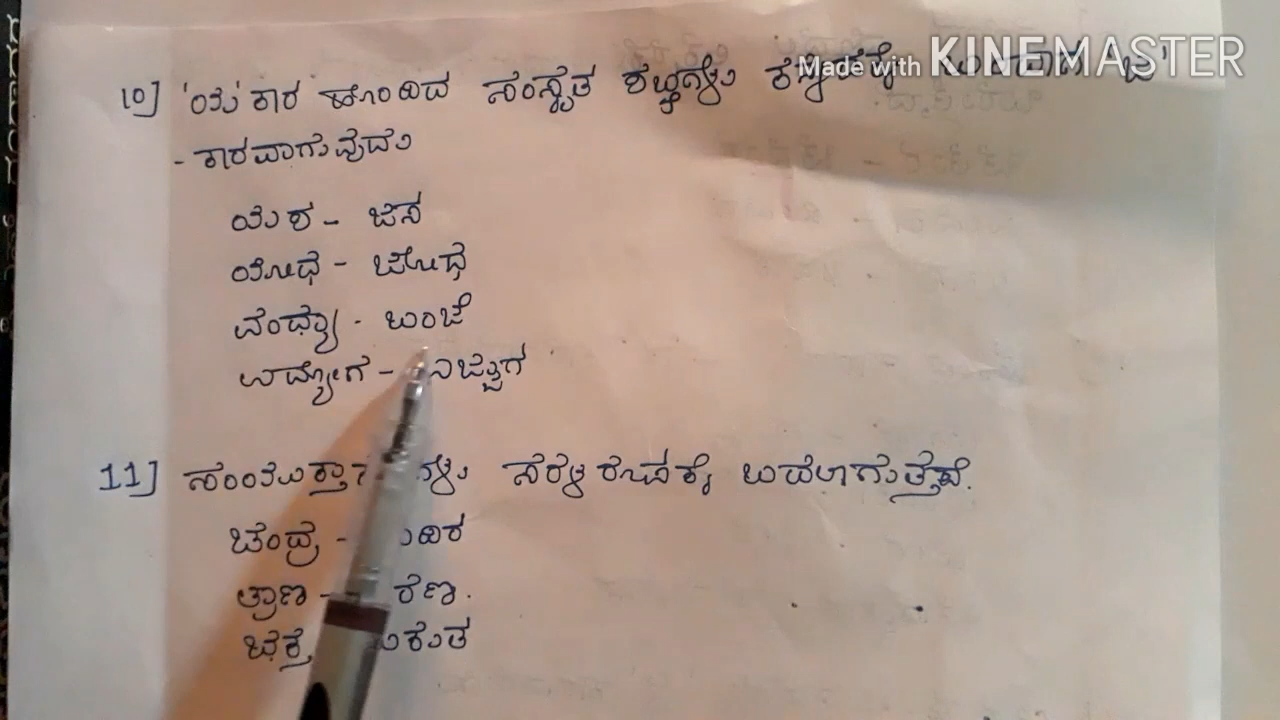 Made with KINEMASTER
10] 'ಯ' ಕಾರ ಹೊಂದಿದ ಸಂಸ್ಕೃತ ಶಬ್ದಗಳು ಕನ್ನಡಕ್ಕೆ 'ಜ'
- ಕಾರವಾಗುವುದು
ಯಶ - ಜಸ
ಯೋಧ - ಜೋಧ
ವಂಧ್ಯಾ - ಬಂಜೆ
ಉದ್ಯೋಗ - ಉಜ್ಜುಗ
11] ಸರಳ ರೂಪಕ್ಕೆ ಬದಲಾಗುತ್ತವೆ.
ಚಂದ್ರ - ದಿರ
ತ್ರಾಣ - ರಣ.
ಭಕ್ತ ಕುತ